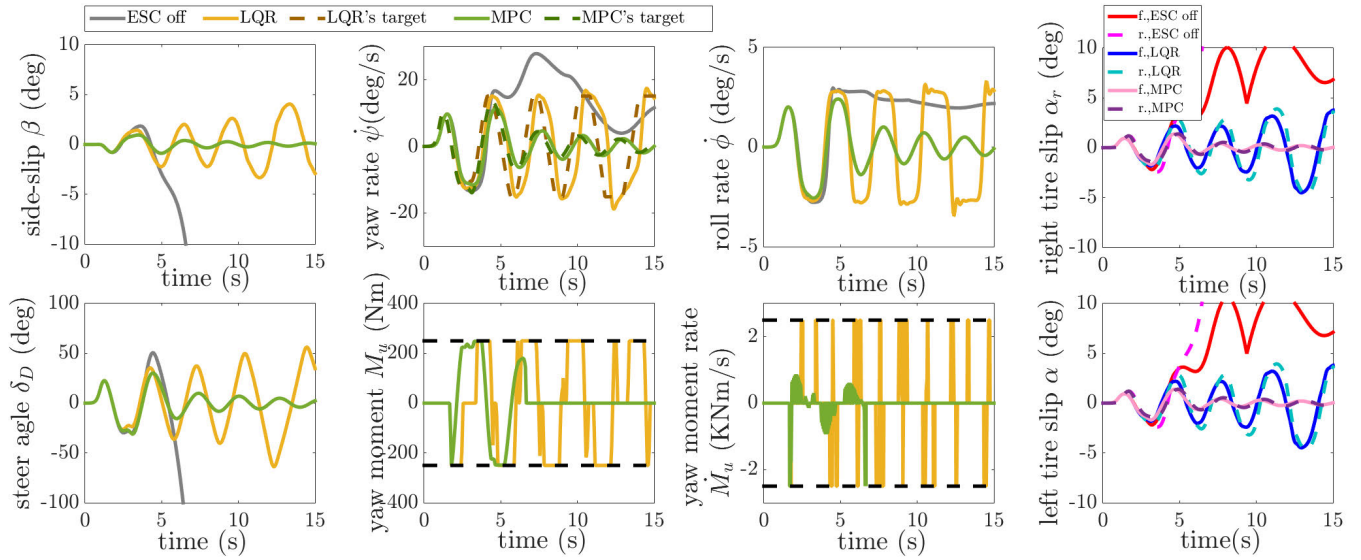 ESC off LQR LQR's target MPC MPC's target
f.,ESC off
r.,ESC off
f.,LQR
r.,LQR
f.,MPC
r.,MPC
side-slip β (deg)
10
5
0
-5
-10
0 5 10 15
time (s)
yaw rate ψ̇(deg/s)
20
0
-20
0 5 10 15
time (s)
roll rate ϕ̇ (deg/s)
5
0
-5
0 5 10 15
time (s)
right tire slip αr (deg)
10
5
0
-5
-10
0 5 10 15
time (s)
steer agle δD (deg)
100
50
0
-50
-100
0 5 10 15
time (s)
yaw moment Mu (Nm)
400
200
0
-200
-400
0 5 10 15
time (s)
yaw moment rate
Ṁu (KNm/s)
2
0
-2
0 5 10 15
time (s)
left tire slip α (deg)
10
5
0
-5
-10
0 5 10 15
time(s)